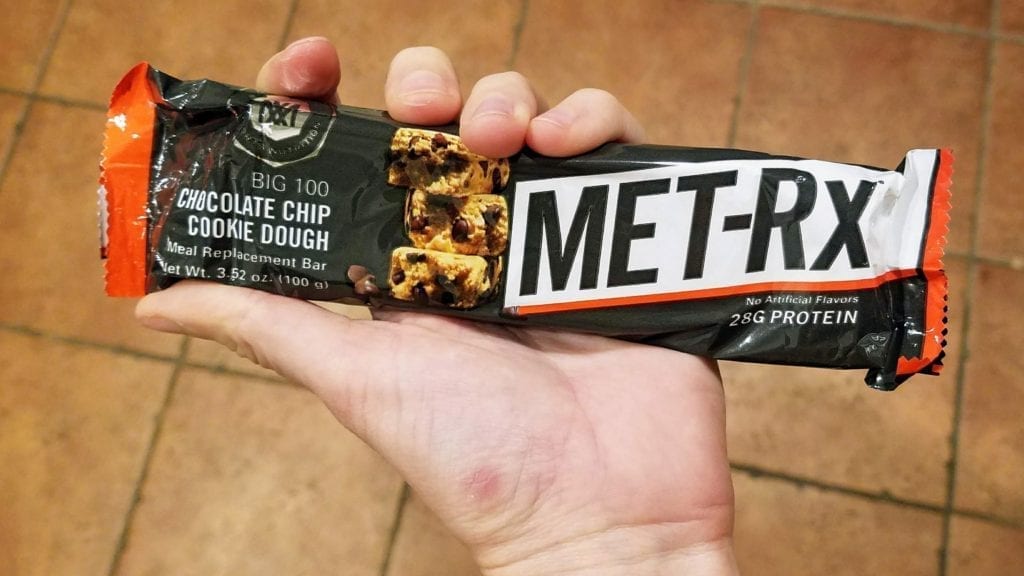 BIG 100
CHOCOLATE CHIP
COOKIE DOUGH
Meal Replacement Bar
Net Wt. 3.52 oz. (100 g)
MET-Rx
No Artificial Flavors
28G PROTEIN